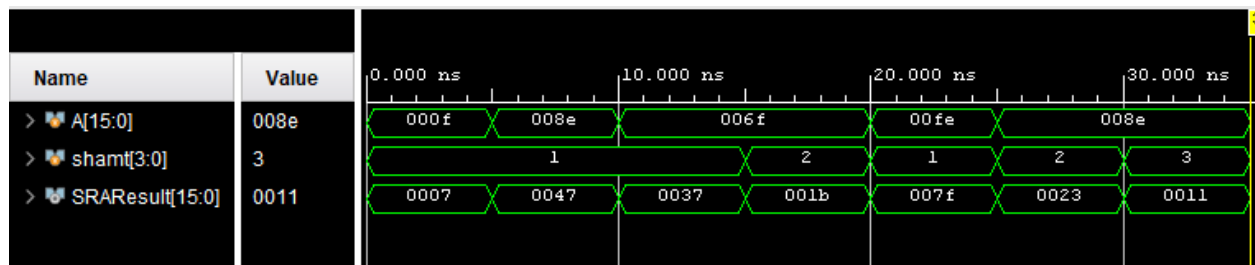 Name Value 0.000 ns 10.000 ns 20.000 ns 30.000 ns
> A[15:0] 008e 000f 008e 006f 00fe 008e
> shamt[3:0] 3 1 2 1 2 3
> SRAResult[15:0] 0011 0007 0047 0037 001b 007f 0023 0011